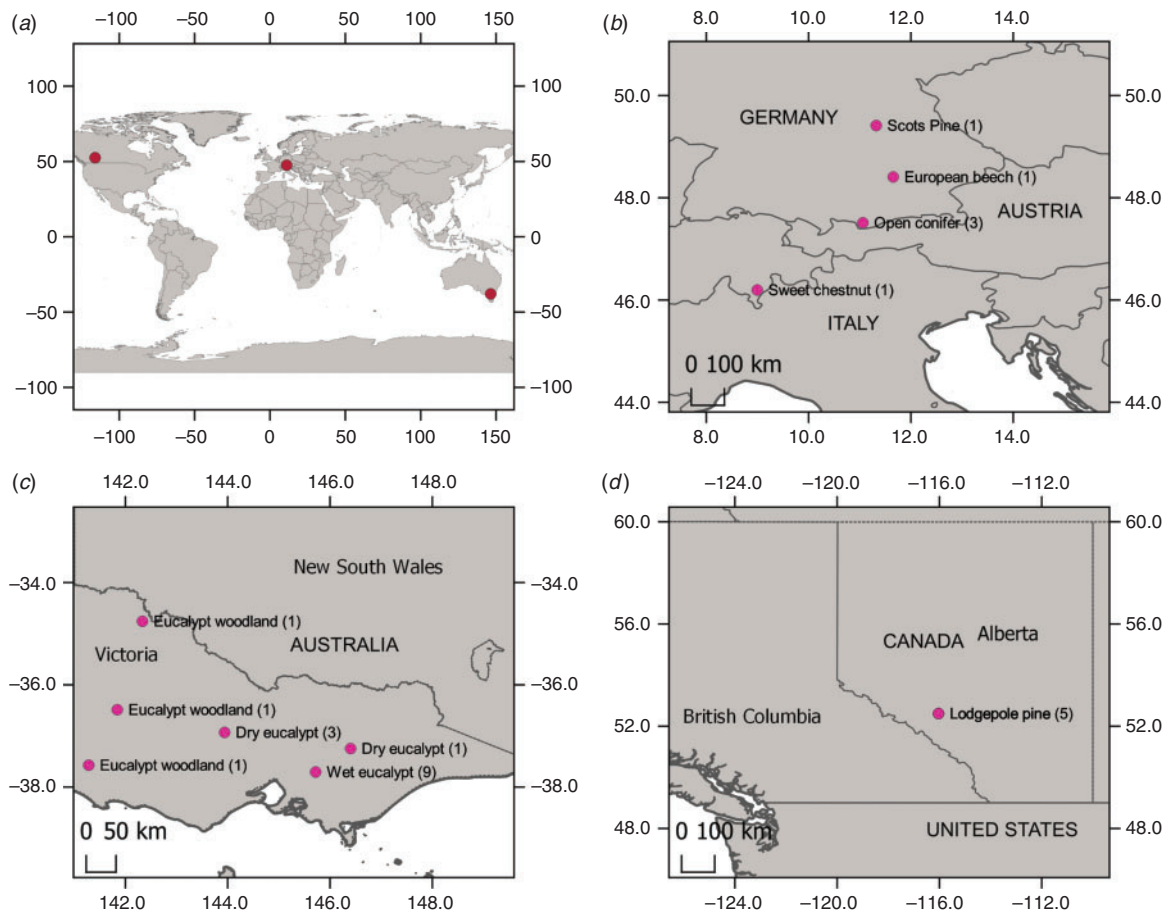 (a)
−100 −50 0 50 100 150
100 100
50 50
0 0
−50 −50
−100 −100
−100 −50 0 50 100 150
(b)
8.0 10.0 12.0 14.0
50.0 50.0
GERMANY
Scots Pine (1)
European beech (1)
48.0 48.0
AUSTRIA
Open conifer (3)
Sweet chestnut (1)
46.0 46.0
ITALY
0 100 km
44.0 44.0
8.0 10.0 12.0 14.0
(c)
142.0 144.0 146.0 148.0
New South Wales
−34.0 −34.0
Eucalypt woodland (1)
Victoria
AUSTRALIA
−36.0 −36.0
Eucalypt woodland (1)
Dry eucalypt (3)
Dry eucalypt (1)
Eucalypt woodland (1)
Wet eucalypt (9)
−38.0 −38.0
0 50 km
142.0 144.0 146.0 148.0
(d)
−124.0 −120.0 −116.0 −112.0
60.0 60.0
56.0 56.0
CANADA
Alberta
Lodgepole pine (5)
British Columbia
52.0 52.0
UNITED STATES
48.0 48.0
0 100 km
−124.0 −120.0 −116.0 −112.0